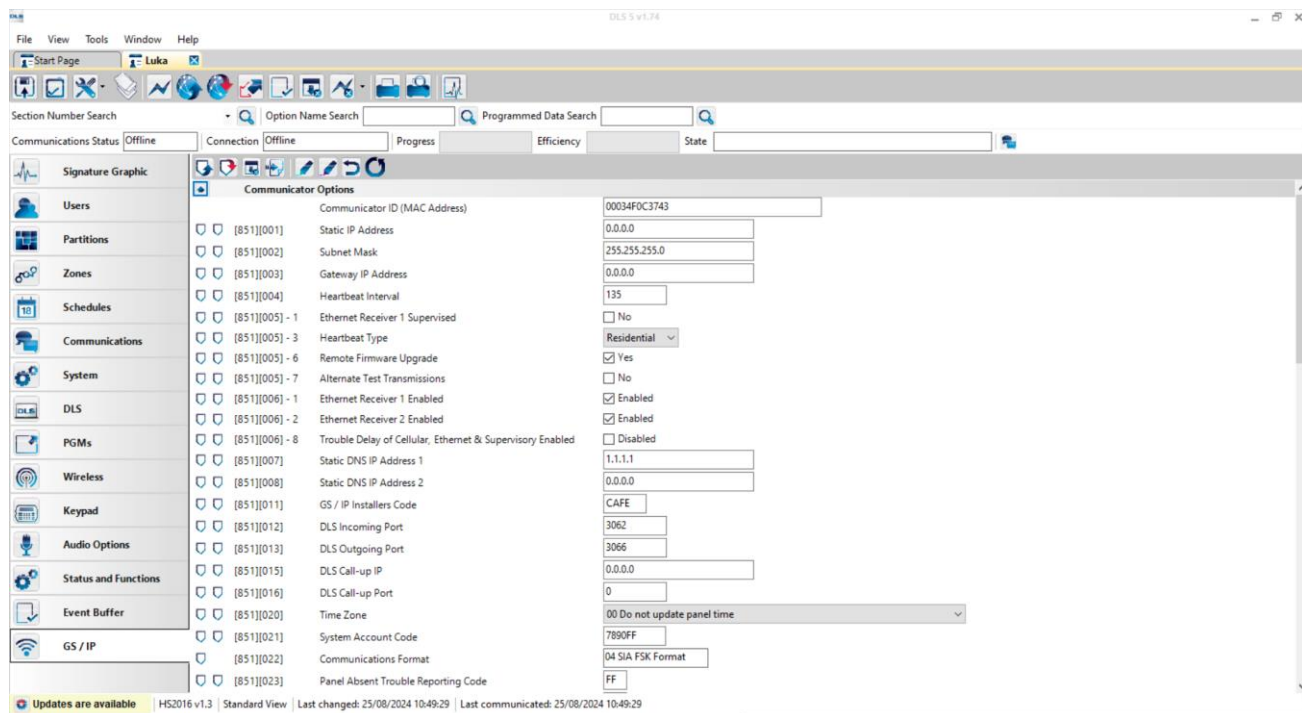 DLS 5 v1.74
File View Tools Window Help
Start Page Luka
Section Number Search Option Name Search Programmed Data Search
Communications Status Offline Connection Offline Progress Efficiency State
Signature Graphic
Users
Partitions
Zones
18 Schedules
Communications
System
DLS DLS
PGMs
Wireless
Keypad
Audio Options
Status and Functions
Event Buffer
GS / IP
Communicator Options
Communicator ID (MAC Address) 00034F0C3743
[851][001] Static IP Address 0.0.0.0
[851][002] Subnet Mask 255.255.255.0
[851][003] Gateway IP Address 0.0.0.0
[851][004] Heartbeat Interval 135
[851][005] - 1 Ethernet Receiver 1 Supervised No
[851][005] - 3 Heartbeat Type Residential
[851][005] - 6 Remote Firmware Upgrade Yes
[851][005] - 7 Alternate Test Transmissions No
[851][006] - 1 Ethernet Receiver 1 Enabled Enabled
[851][006] - 2 Ethernet Receiver 2 Enabled Enabled
[851][006] - 8 Trouble Delay of Cellular, Ethernet & Supervisory Enabled Disabled
[851][007] Static DNS IP Address 1 1.1.1.1
[851][008] Static DNS IP Address 2 0.0.0.0
[851][011] GS / IP Installers Code CAFE
[851][012] DLS Incoming Port 3062
[851][013] DLS Outgoing Port 3066
[851][015] DLS Call-up IP 0.0.0.0
[851][016] DLS Call-up Port 0
[851][020] Time Zone 00 Do not update panel time
[851][021] System Account Code 7890FF
[851][022] Communications Format 04 SIA FSK Format
[851][023] Panel Absent Trouble Reporting Code FF
Updates are available HS2016 v1.3 Standard View Last changed: 25/08/2024 10:49:29 Last communicated: 25/08/2024 10:49:29